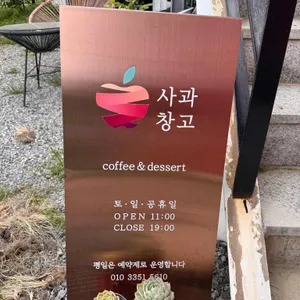 사과
창고
coffee & dessert
토·일·공휴일
OPEN 11:00
CLOSE 19:00
평일은 예약제로 운영합니다
010 3351 5610